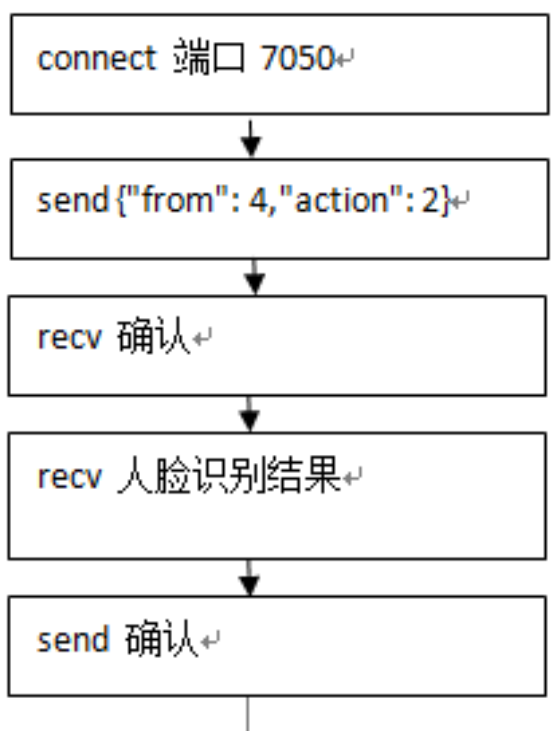 connect 端口 7050
send{"from": 4,"action": 2}
recv 确认
recv 人脸识别结果
send 确认